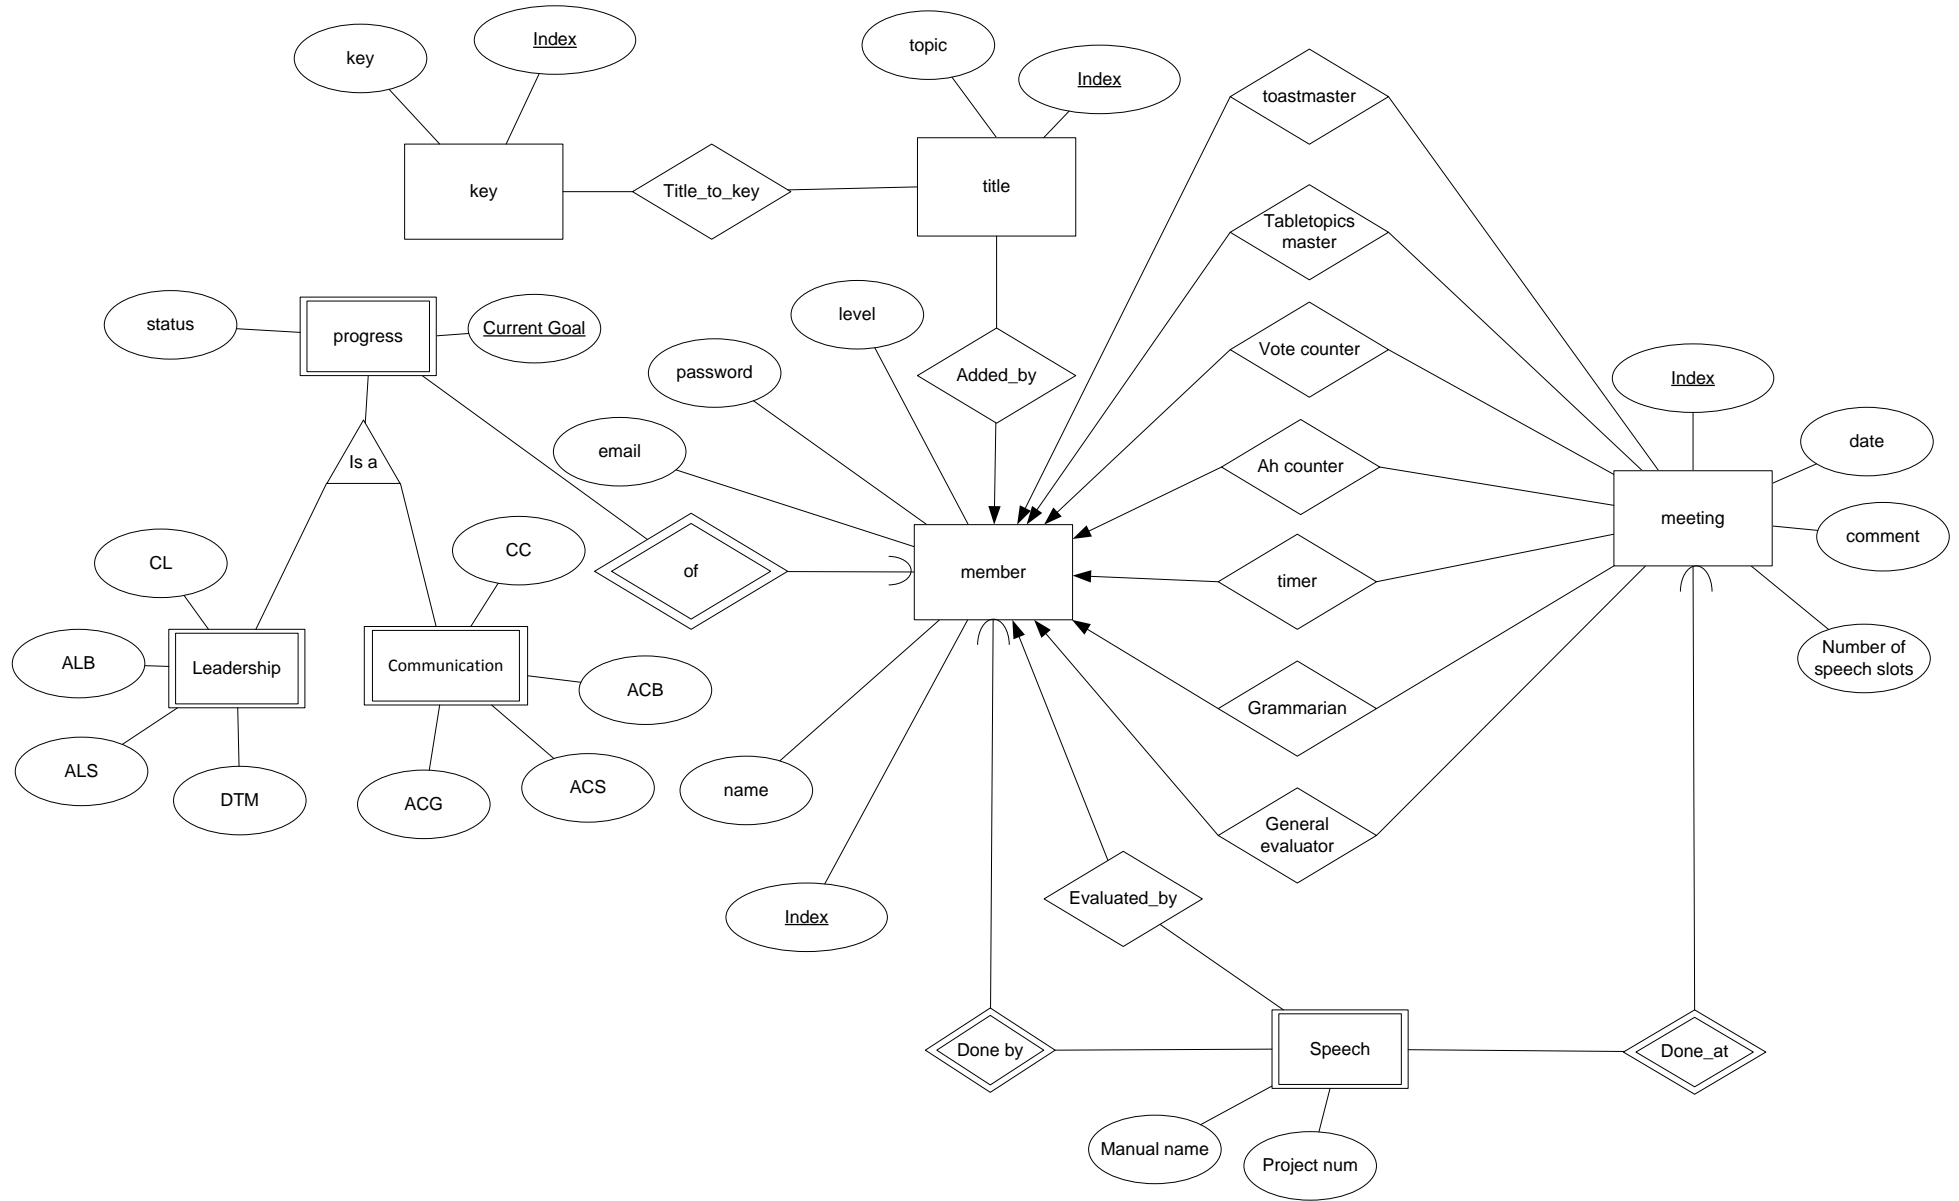 key
Index
topic
Index
toastmaster
key
Title_to_key
title
Tabletopics
master
status
progress
Current Goal
level
password
Added_by
Vote counter
Index
date
email
Is a
Ah counter
meeting
comment
CL
CC
of
member
timer
Number of
speech slots
ALB
Leadership
Communication
ACB
Grammarian
ALS
DTM
ACG
ACS
name
General
evaluator
Index
Evaluated_by
Done by
Speech
Done_at
Manual name
Project num